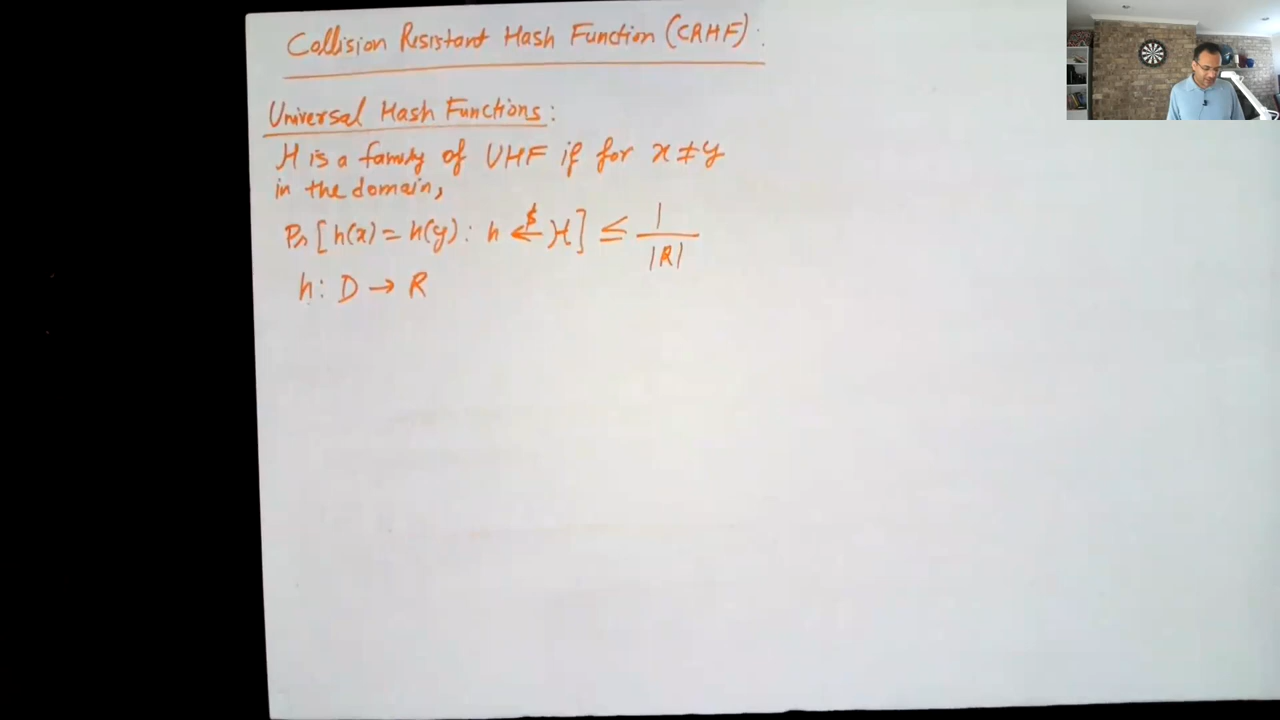 Collision Resistant Hash Function (CRHF):
Universal Hash Functions:
H is a family of UHF if for x ≠ y
in the domain,
Pr [h(x) = h(y) : h ←$ H] ≤ 1/|R|
h: D → R